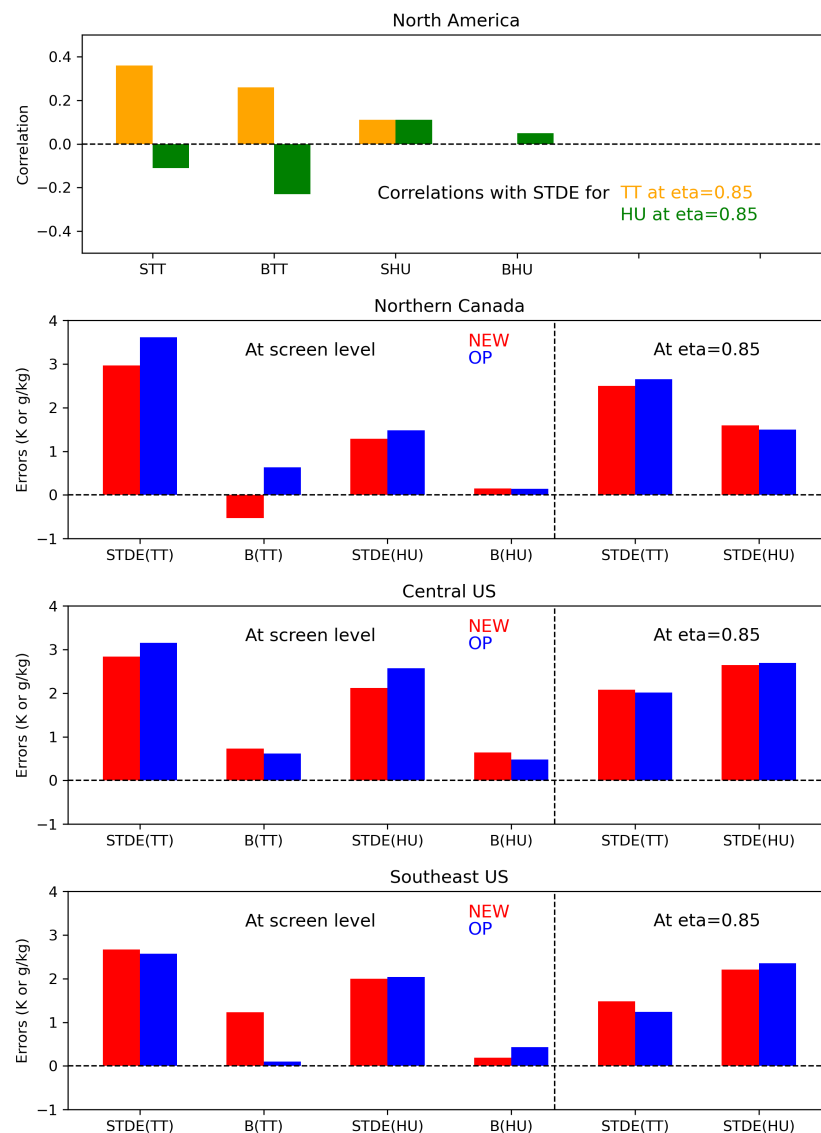 North America
0.4
0.2
0.0
−0.2
−0.4
Correlation
Correlations with STDE for TT at eta=0.85
HU at eta=0.85
STT BTT SHU BHU
Northern Canada
4
3
2
1
0
−1
Errors (K or g/kg)
At screen level
NEW
OP
At eta=0.85
STDE(TT) B(TT) STDE(HU) B(HU) STDE(TT) STDE(HU)
Central US
4
3
2
1
0
−1
Errors (K or g/kg)
At screen level
NEW
OP
At eta=0.85
STDE(TT) B(TT) STDE(HU) B(HU) STDE(TT) STDE(HU)
Southeast US
4
3
2
1
0
−1
Errors (K or g/kg)
At screen level
NEW
OP
At eta=0.85
STDE(TT) B(TT) STDE(HU) B(HU) STDE(TT) STDE(HU)